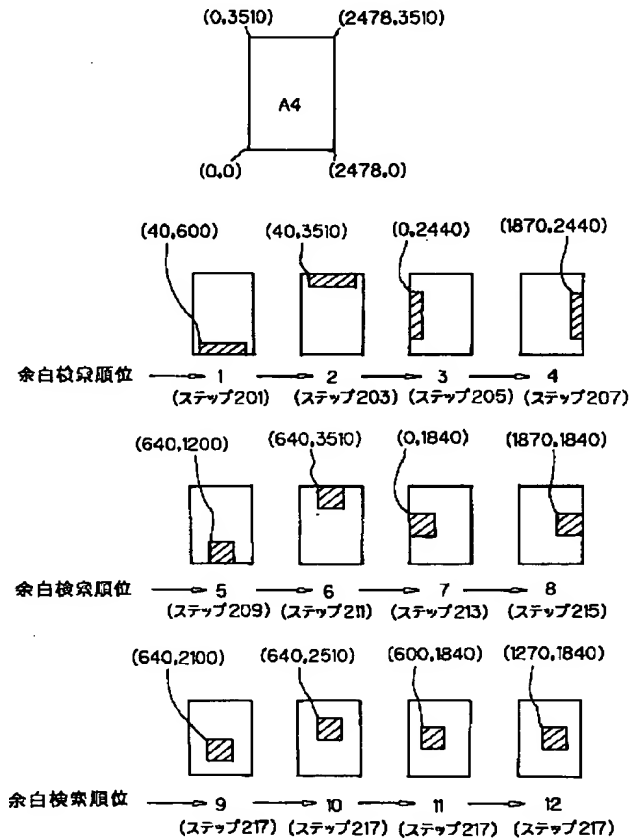 (0,3510) (2478,3510)
A4
(0.0) (2478.0)
(40,600) (40,3510) (0,2440) (1870,2440)
余白検索順位 1 2 3 4
(ステップ201) (ステップ203) (ステップ205) (ステップ207)
(640,1200) (640,3510) (0,1840) (1870,1840)
余白検索順位 5 6 7 8
(ステップ209) (ステップ211) (ステップ213) (ステップ215)
(640,2100) (640,2510) (600,1840) (1270,1840)
余白検索順位 9 10 11 12
(ステップ217) (ステップ217) (ステップ217) (ステップ217)